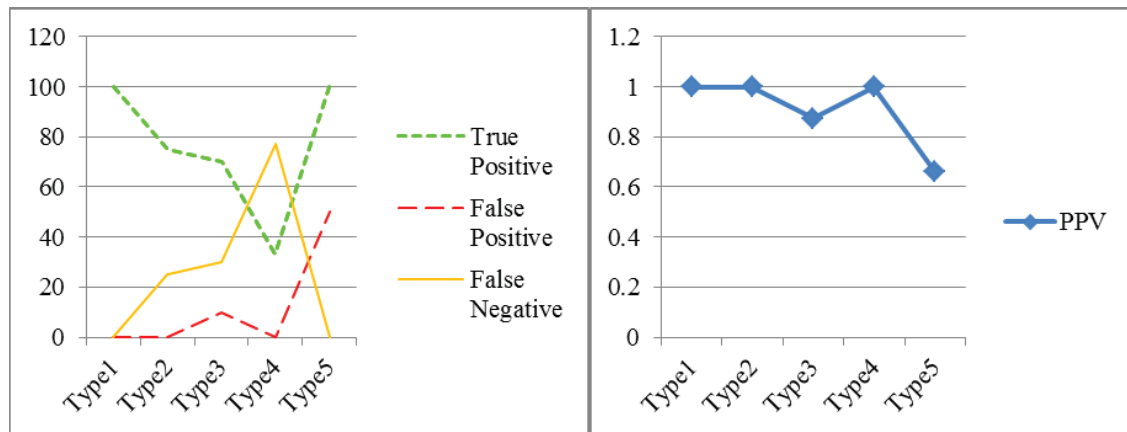 120
100
80
60
40
20
0
Type1
Type2
Type3
Type4
Type5
True
Positive
False
Positive
False
Negative
1.2
1
0.8
0.6
0.4
0.2
0
Type1
Type2
Type3
Type4
Type5
PPV